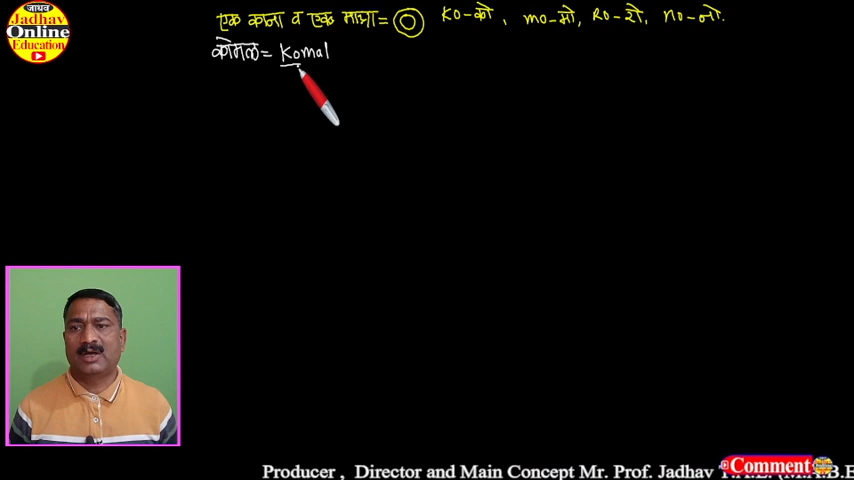 जाधव
Jadhav
Online
Education
एक काना व एक मात्रा = O Ko-को, mo-मो, Ro-रो, no-नो.
कोमल = Komal
Producer , Director and Main Concept Mr. Prof. Jadhav
Comment